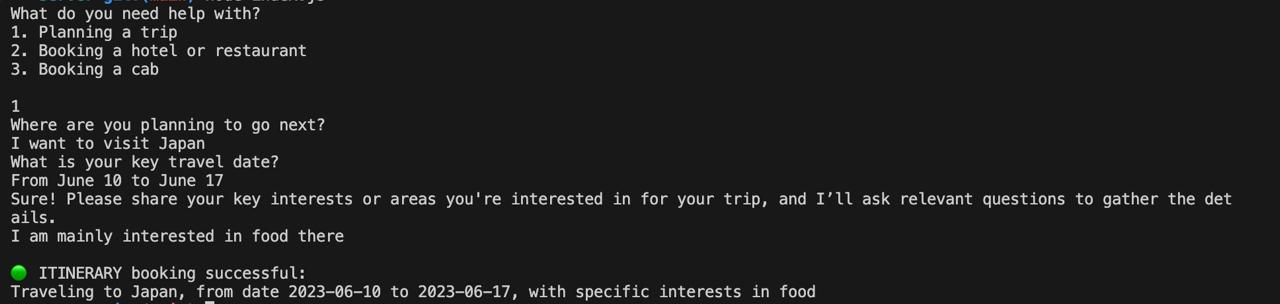 What do you need help with?
1. Planning a trip
2. Booking a hotel or restaurant
3. Booking a cab
1
Where are you planning to go next?
I want to visit Japan
What is your key travel date?
From June 10 to June 17
Sure! Please share your key interests or areas you're interested in for your trip, and I’ll ask relevant questions to gather the det
ails.
I am mainly interested in food there
ITINERARY booking successful:
Traveling to Japan, from date 2023-06-10 to 2023-06-17, with specific interests in food